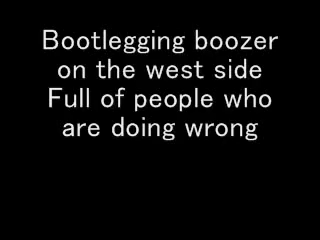 Bootlegging boozer
on the west side
Full of people who
are doing wrong